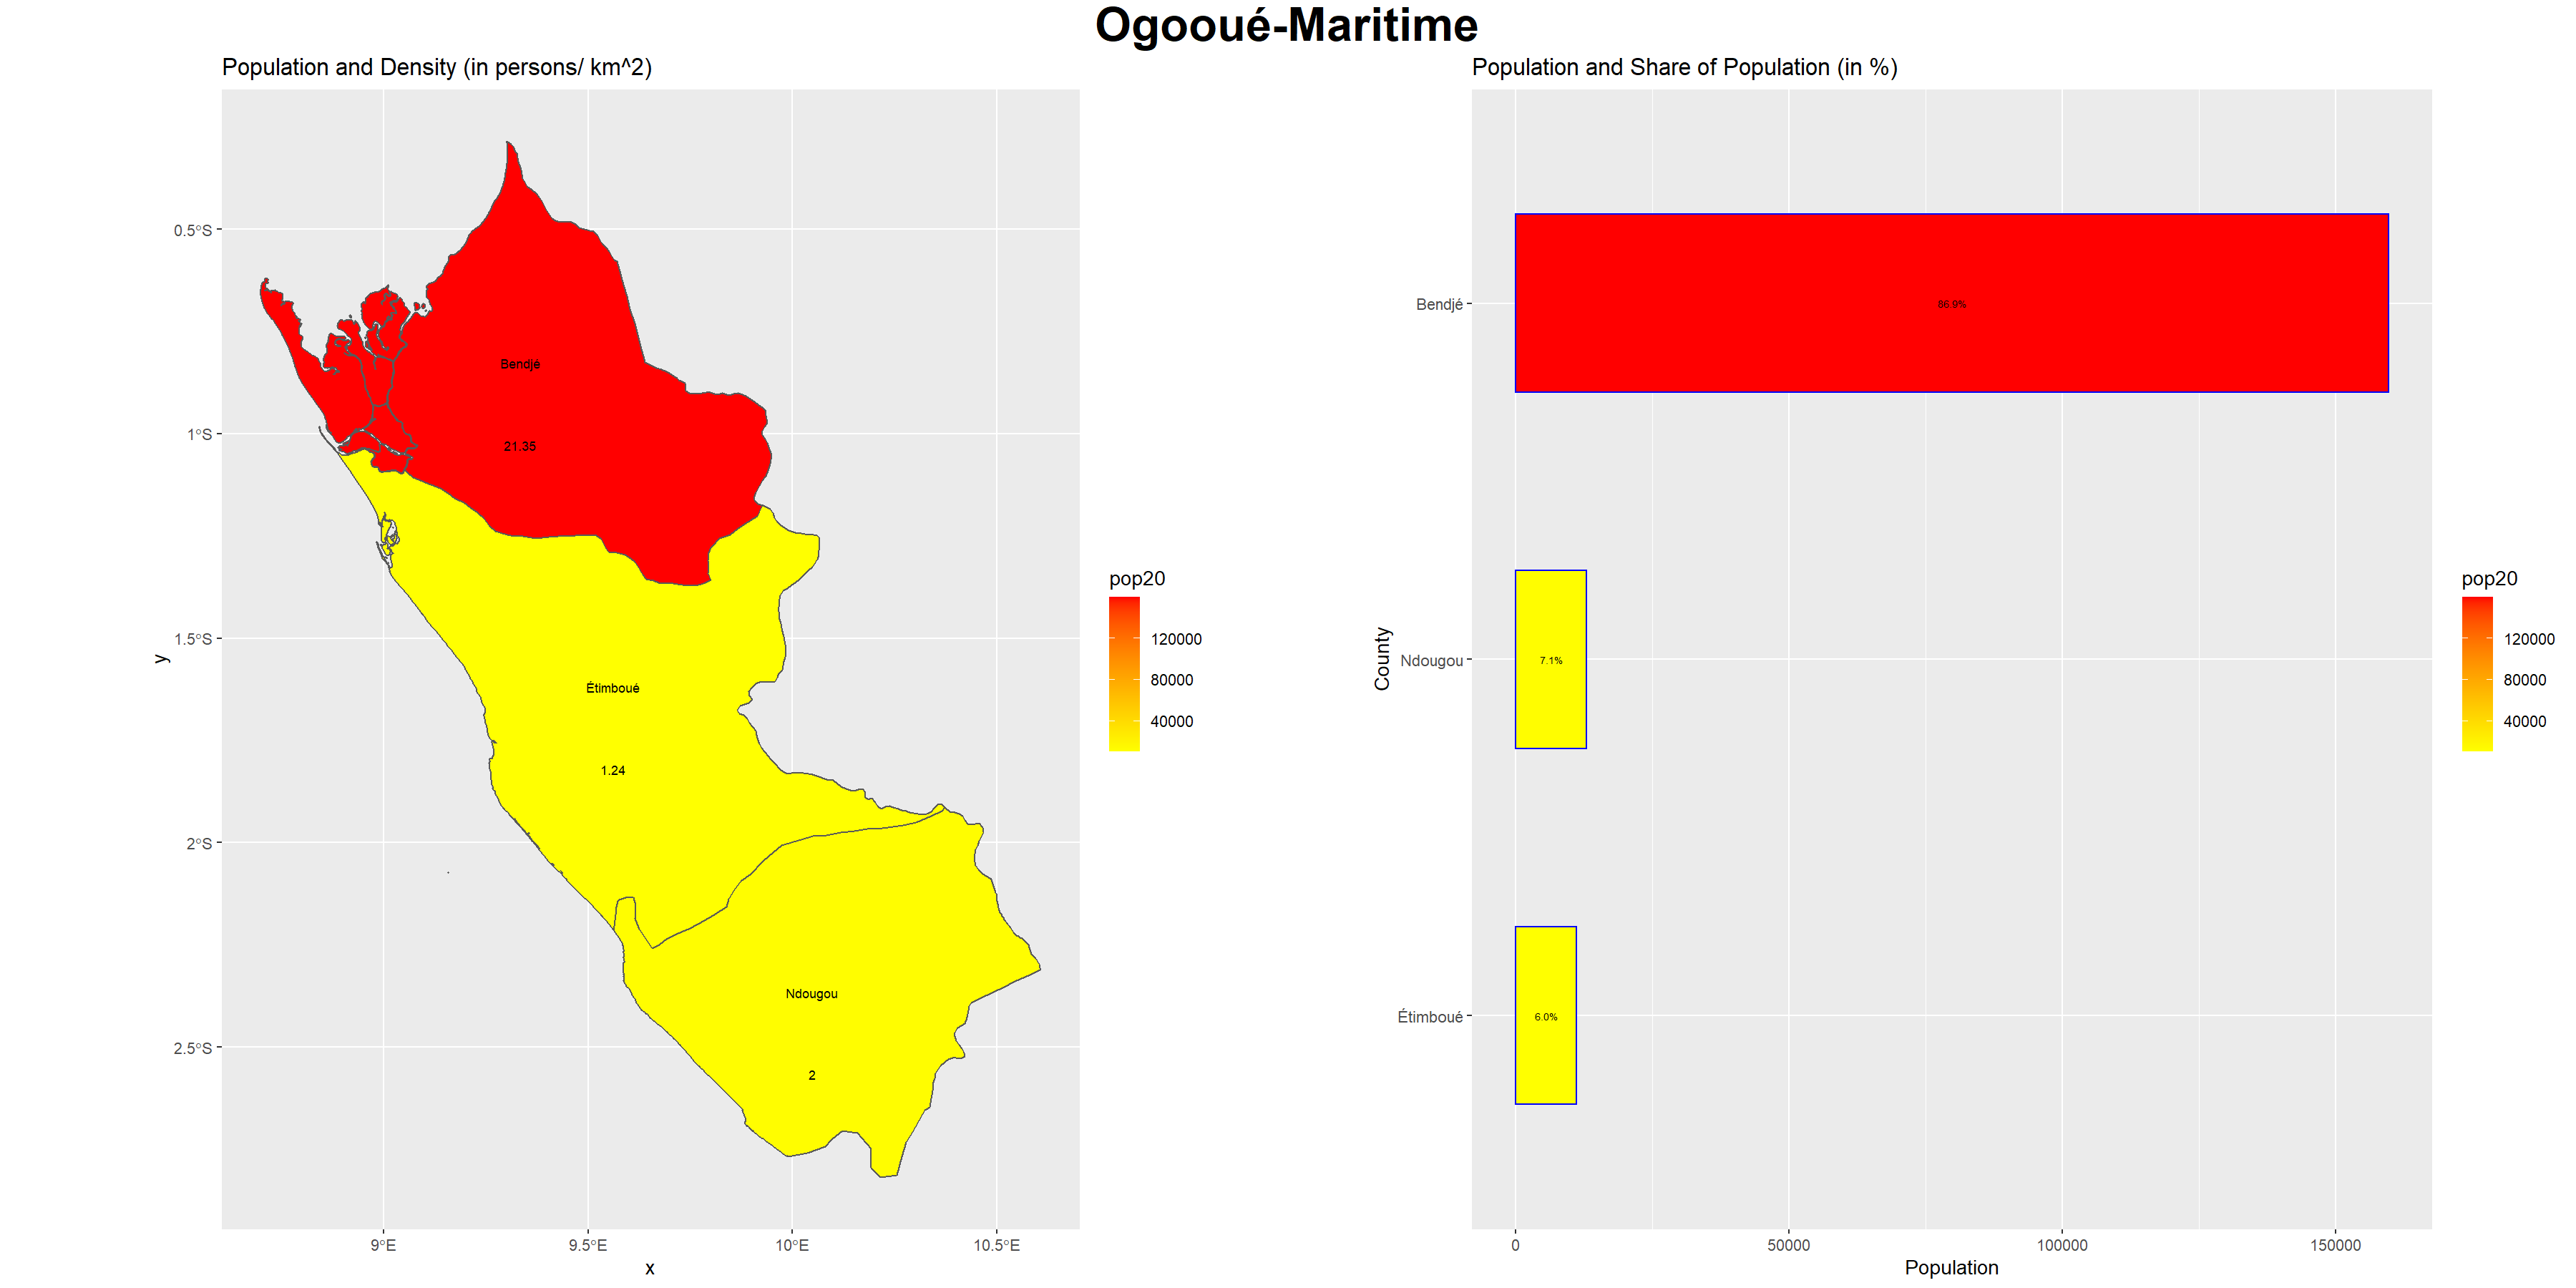 Ogooué-Maritime
Population and Density (in persons/ km^2)
0.5°S
1°S
1.5°S
2°S
2.5°S
y
Bendjé
21.35
Étimboué
1.24
Ndougou
2
9°E
9.5°E
10°E
10.5°E
x
pop20
120000
80000
40000
Population and Share of Population (in %)
County
Bendjé
86.9%
Ndougou
7.1%
Étimboué
6.0%
0
50000
100000
150000
Population
pop20
120000
80000
40000